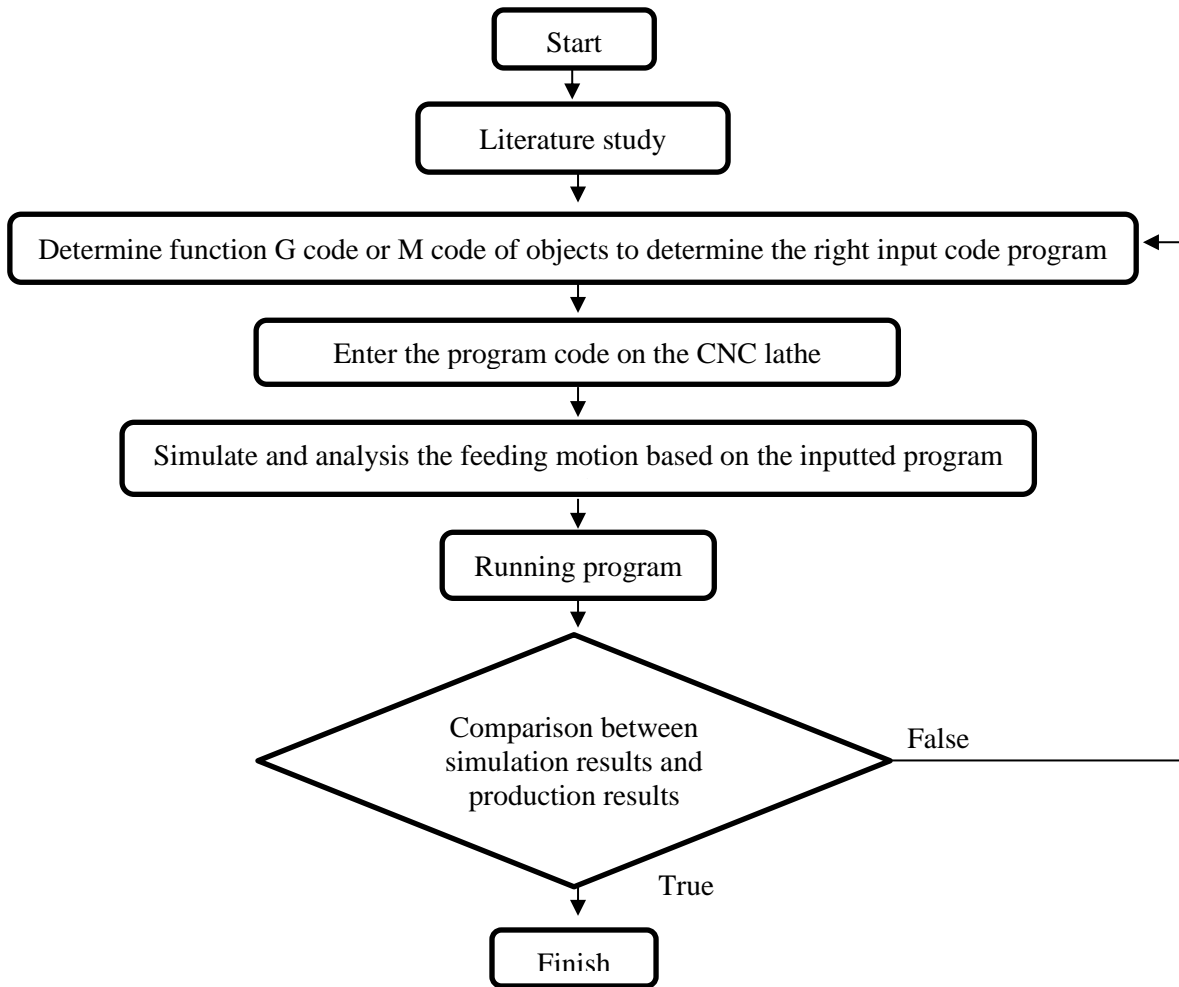 Start
Literature study
Determine function G code or M code of objects to determine the right input code program
Enter the program code on the CNC lathe
Simulate and analysis the feeding motion based on the inputted program
Running program
Comparison between
simulation results and
production results
False
True
Finish